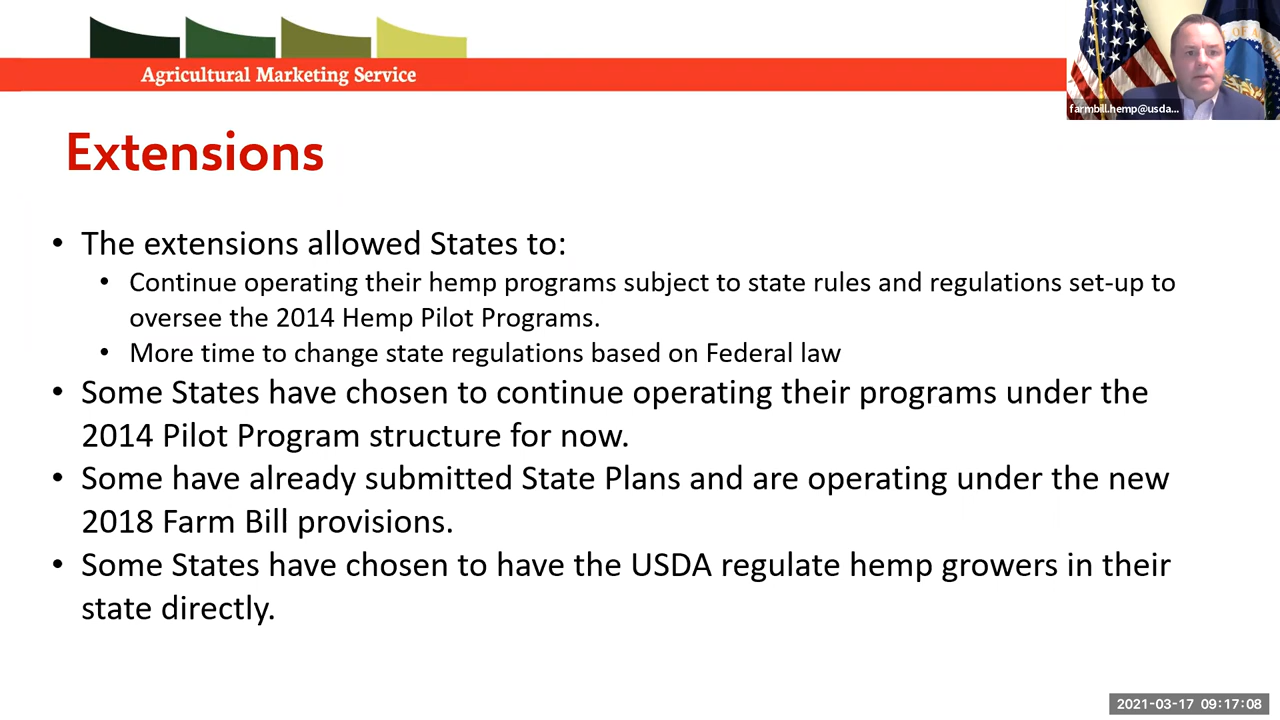 Agricultural Marketing Service
farmbill.hemp@usda...
Extensions
• The extensions allowed States to:
• Continue operating their hemp programs subject to state rules and regulations set-up to
oversee the 2014 Hemp Pilot Programs.
• More time to change state regulations based on Federal law
• Some States have chosen to continue operating their programs under the
2014 Pilot Program structure for now.
• Some have already submitted State Plans and are operating under the new
2018 Farm Bill provisions.
• Some States have chosen to have the USDA regulate hemp growers in their
state directly.
2021-03-17 09:17:08